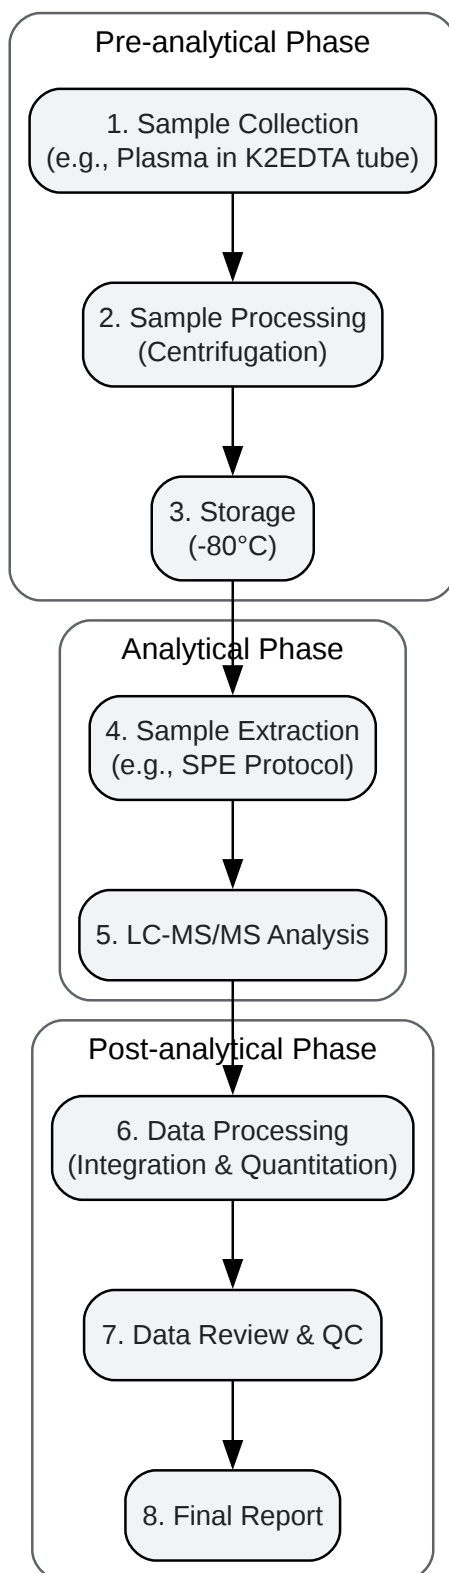 Pre-analytical Phase
1. Sample Collection
(e.g., Plasma in K2EDTA tube)
2. Sample Processing
(Centrifugation)
3. Storage
(-80°C)
Analytical Phase
4. Sample Extraction
(e.g., SPE Protocol)
5. LC-MS/MS Analysis
Post-analytical Phase
6. Data Processing
(Integration & Quantitation)
7. Data Review & QC
8. Final Report